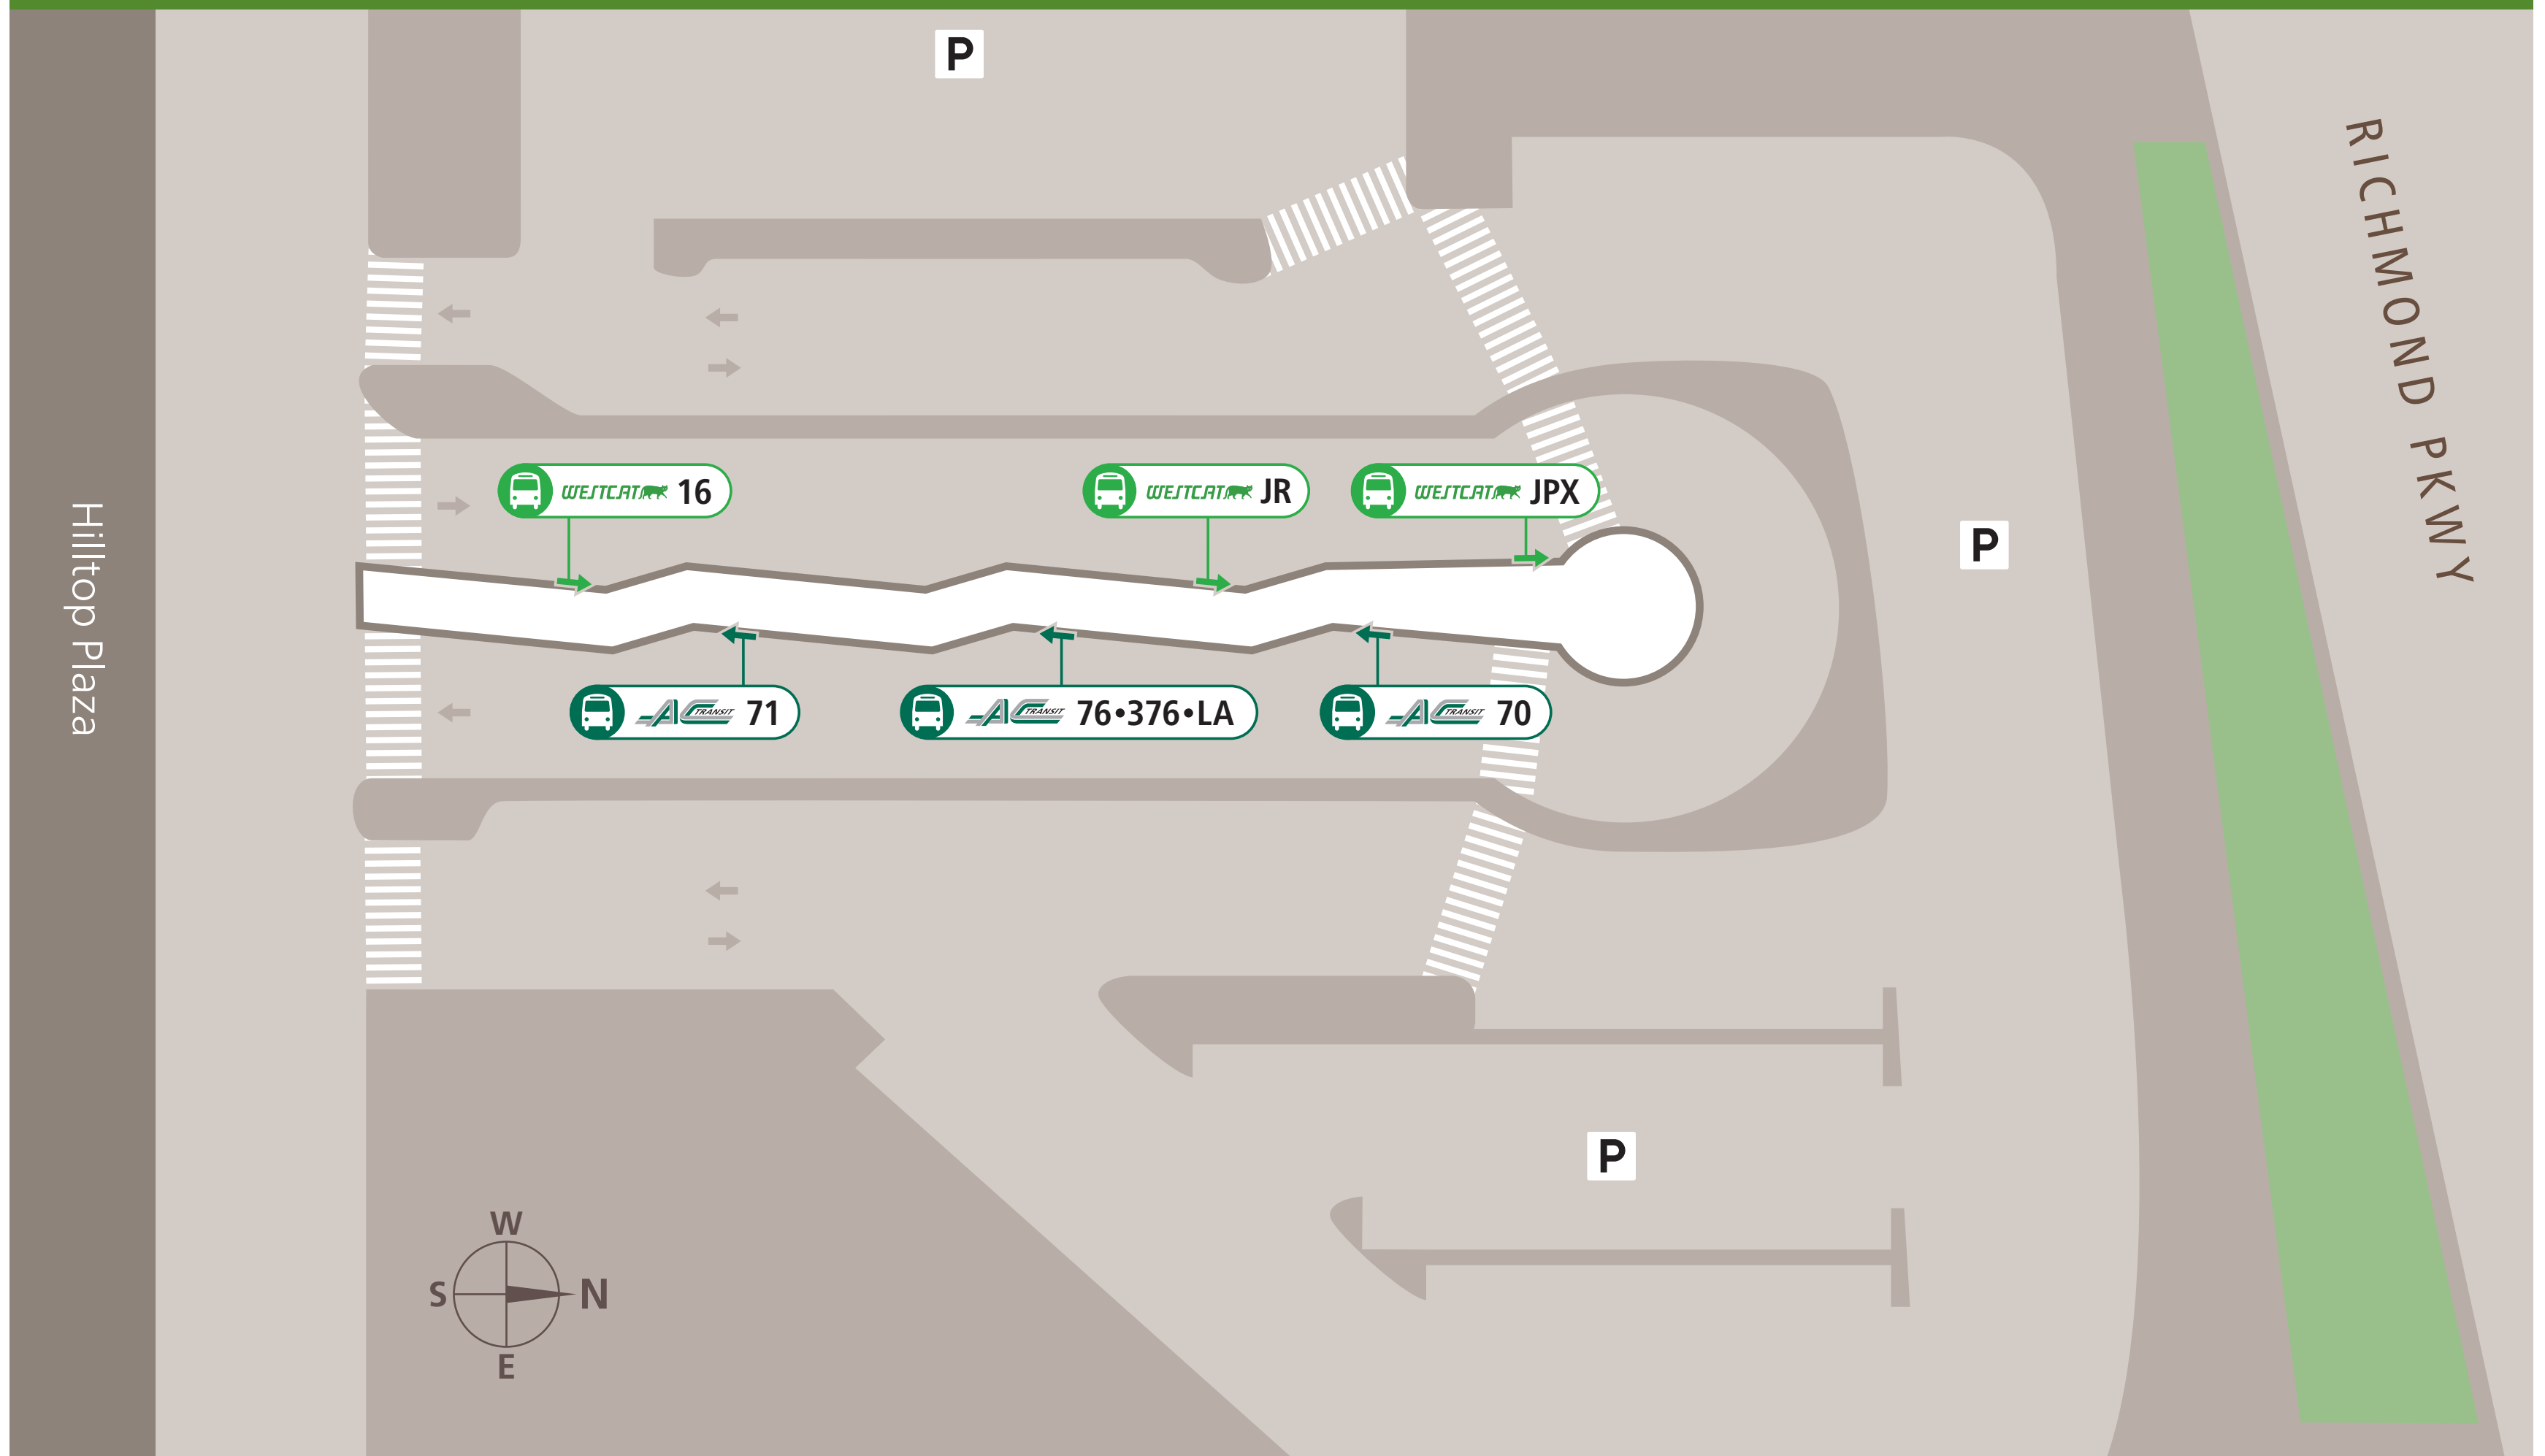 P
RICHMOND PKWY
WESTCAT 16
WESTCAT JR
WESTCAT JPX
P
Hilltop Plaza
AC TRANSIT 71
AC TRANSIT 76•376•LA
AC TRANSIT 70
P
W
S N
E